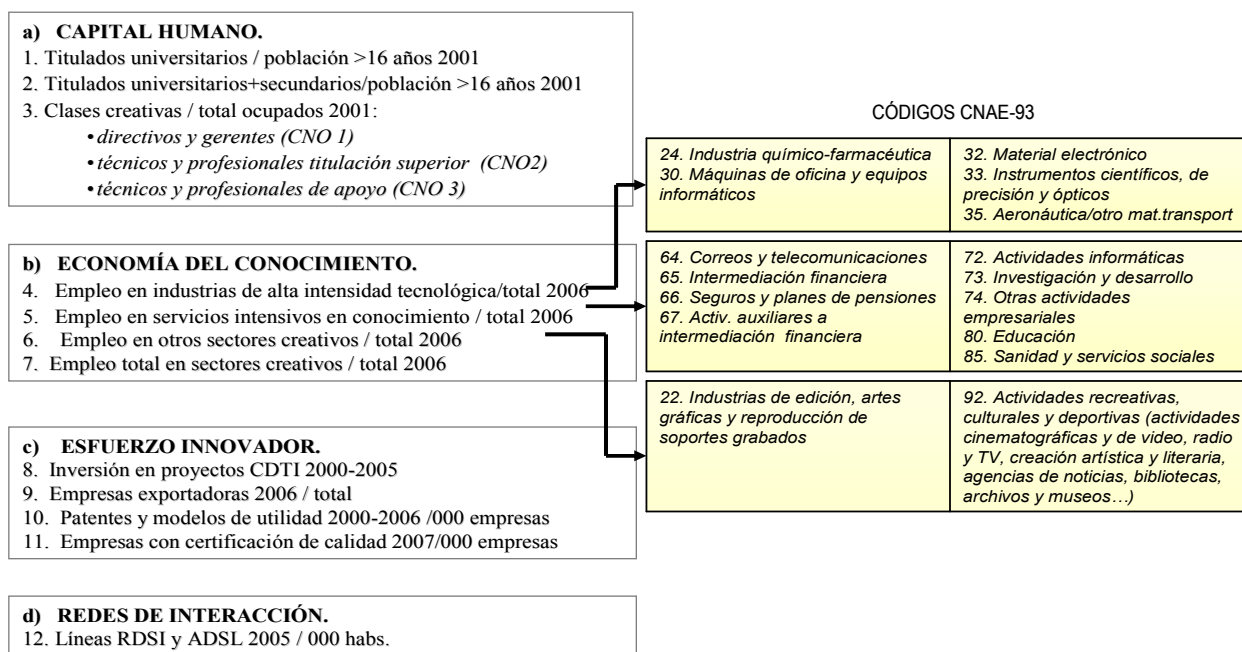 a) CAPITAL HUMANO.
1. Titulados universitarios / población >16 años 2001
2. Titulados universitarios+secundarios/población >16 años 2001
3. Clases creativas / total ocupados 2001:
•directivos y gerentes (CNO 1)
•técnicos y profesionales titulación superior (CNO2)
•técnicos y profesionales de apoyo (CNO 3)
b) ECONOMÍA DEL CONOCIMIENTO.
4. Empleo en industrias de alta intensidad tecnológica/total 2006
5. Empleo en servicios intensivos en conocimiento / total 2006
6. Empleo en otros sectores creativos / total 2006
7. Empleo total en sectores creativos / total 2006
c) ESFUERZO INNOVADOR.
8. Inversión en proyectos CDTI 2000-2005
9. Empresas exportadoras 2006 / total
10. Patentes y modelos de utilidad 2000-2006 /000 empresas
11. Empresas con certificación de calidad 2007/000 empresas
d) REDES DE INTERACCIÓN.
12. Líneas RDSI y ADSL 2005 / 000 habs.
CÓDIGOS CNAE-93
24. Industria químico-farmacéutica
30. Máquinas de oficina y equipos
informáticos
32. Material electrónico
33. Instrumentos científicos, de
precisión y ópticos
35. Aeronáutica/otro mat.transport
64. Correos y telecomunicaciones
65. Intermediación financiera
66. Seguros y planes de pensiones
67. Activ. auxiliares a
intermediación financiera
72. Actividades informáticas
73. Investigación y desarrollo
74. Otras actividades
empresariales
80. Educación
85. Sanidad y servicios sociales
22. Industrias de edición, artes
gráficas y reproducción de
soportes grabados
92. Actividades recreativas,
culturales y deportivas (actividades
cinematográficas y de video, radio
y TV, creación artística y literaria,
agencias de noticias, bibliotecas,
archivos y museos…)